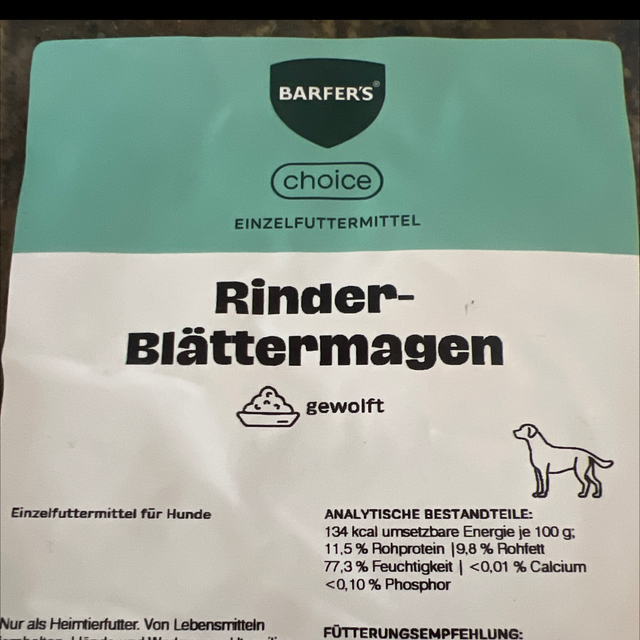 BARFER'S®
choice
EINZELFUTTERMITTEL
Rinder-
Blättermagen
gewolft
Einzelfuttermittel für Hunde
ANALYTISCHE BESTANDTEILE:
134 kcal umsetzbare Energie je 100 g;
11,5 % Rohprotein |9,8 % Rohfett
77,3 % Feuchtigkeit | <0,01 % Calcium
<0,10 % Phosphor
Nur als Heimtierfutter. Von Lebensmitteln
FÜTTERUNGSEMPFEHLUNG: